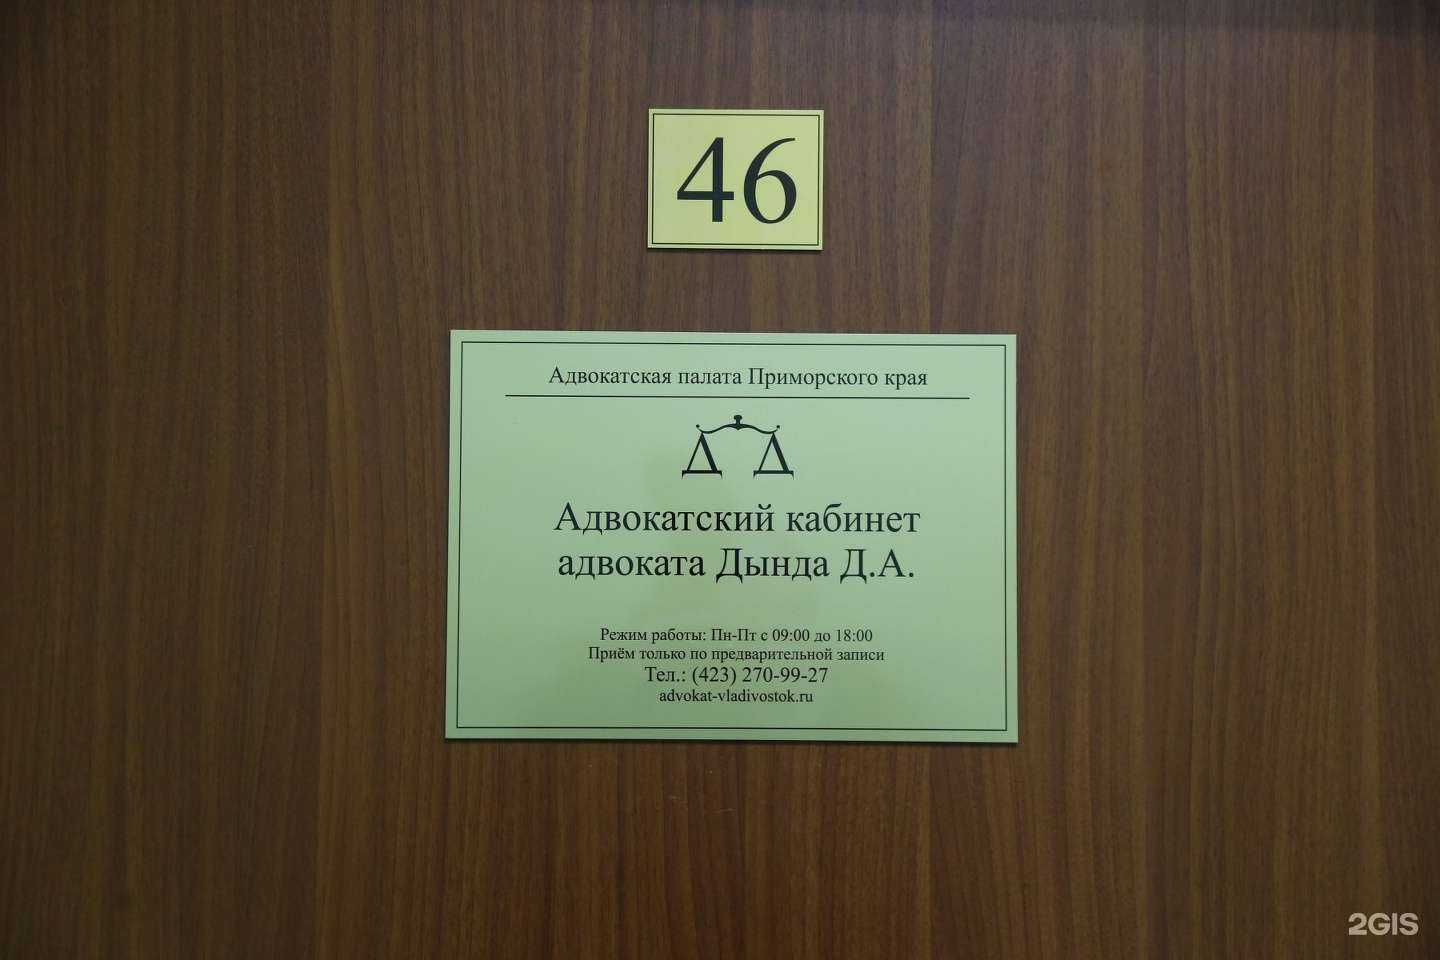 46
Адвокатская палата Приморского края
Адвокатский кабинет
адвоката Дында Д.А.
Режим работы: Пн-Пт с 09:00 до 18:00
Приём только по предварительной записи
Тел.: (423) 270-99-27
advokat-vladivostok.ru
2GIS